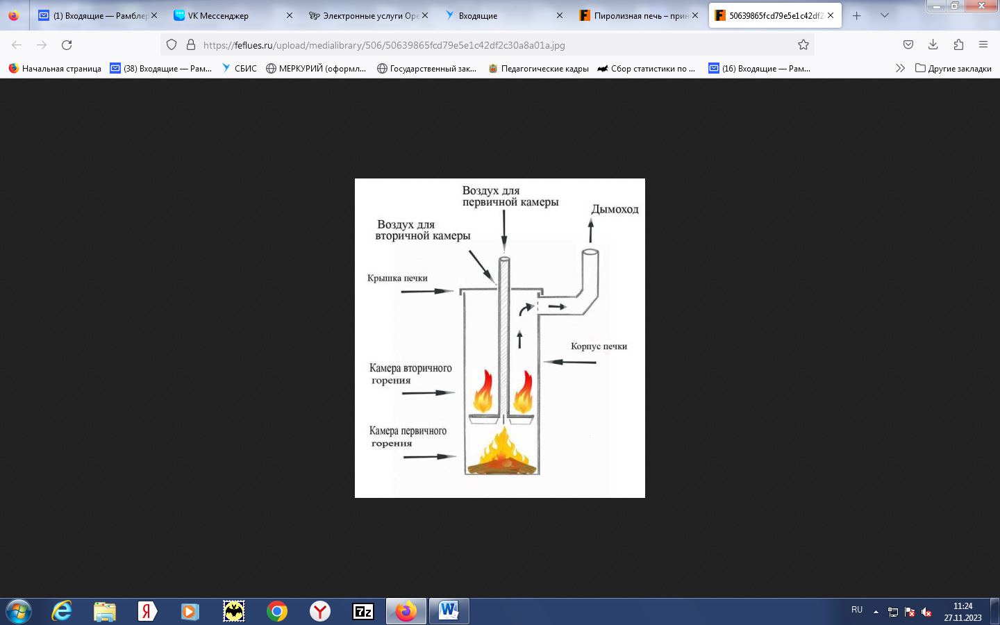 (1) Входящие — Рамблер
VK Мессенджер
Электронные услуги Оре
Входящие
Пиролизная печь – прин
50639865fcd79e5e1c42df2
https://feflues.ru/upload/medialibrary/506/50639865fcd79e5e1c42df2c30a8a01a.jpg
Начальная страница
(38) Входящие — Рам...
СБИС
МЕРКУРИЙ (оформл...
Государственный зак...
Педагогические кадры
Сбор статистики по ...
(16) Входящие — Рам...
Другие закладки
Воздух для
первичной камеры
Дымоход
Воздух для
вторичной камеры
Крышка печки
Корпус печки
Камера вторичного
горения
Камера первичного
горения
Я
Y
7z
W
RU
11:24
27.11.2023